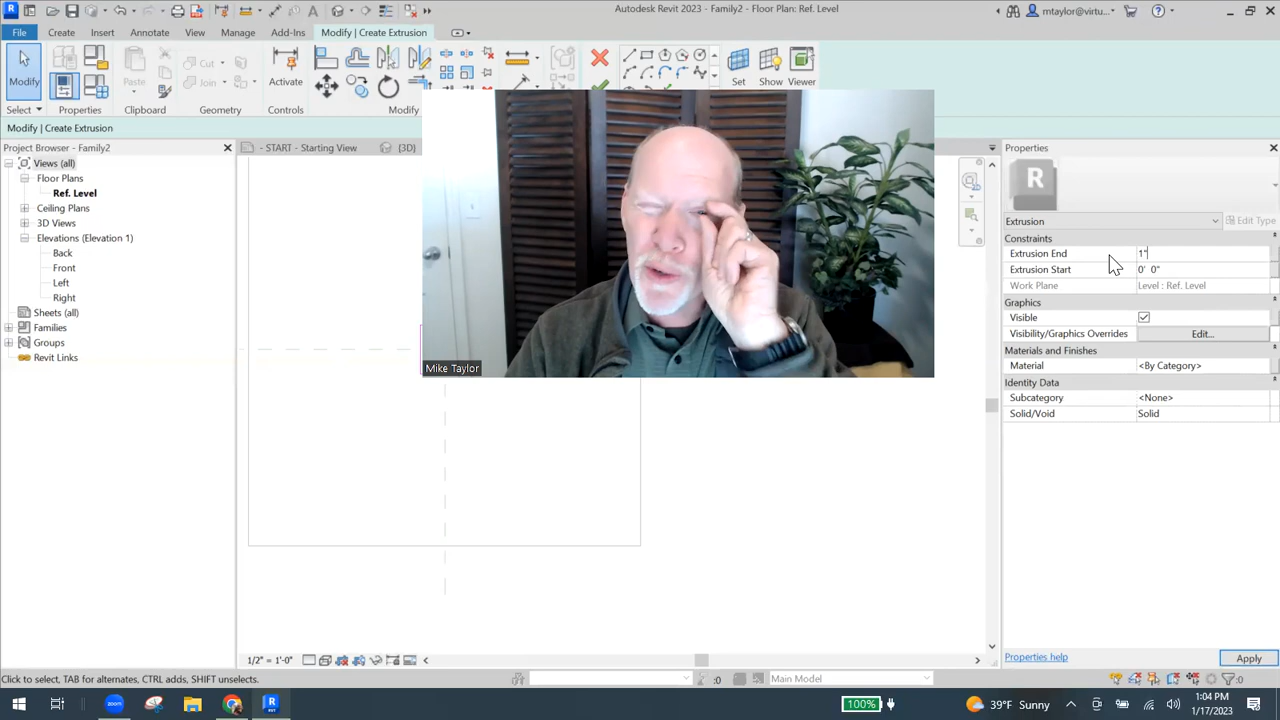 Autodesk Revit 2023 - Family2 - Floor Plan: Ref. Level
mtaylor@virtu...
File Create Insert Annotate View Manage Add-Ins Modify | Create Extrusion
Modify
Paste
Cut
Join
Activate
Set Show Viewer
Select Properties Clipboard Geometry Controls Modify
Modify | Create Extrusion
Project Browser - Family2
- START - Starting View
{3D}
Properties
Views (all)
Floor Plans
Ref. Level
Ceiling Plans
3D Views
Elevations (Elevation 1)
Back
Front
Left
Right
Sheets (all)
Families
Groups
Revit Links
Mike Taylor
R
Extrusion
Edit Type
Constraints
Extrusion End 1"
Extrusion Start 0' 0"
Work Plane Level : Ref. Level
Graphics
Visible
Visibility/Graphics Overrides Edit...
Materials and Finishes
Material <By Category>
Identity Data
Subcategory <None>
Solid/Void Solid
1/2" = 1'-0"
Properties help
Apply
Click to select, TAB for alternates, CTRL adds, SHIFT unselects.
:0
Main Model
:0
zoom
100%
39°F Sunny
1:04 PM
1/17/2023